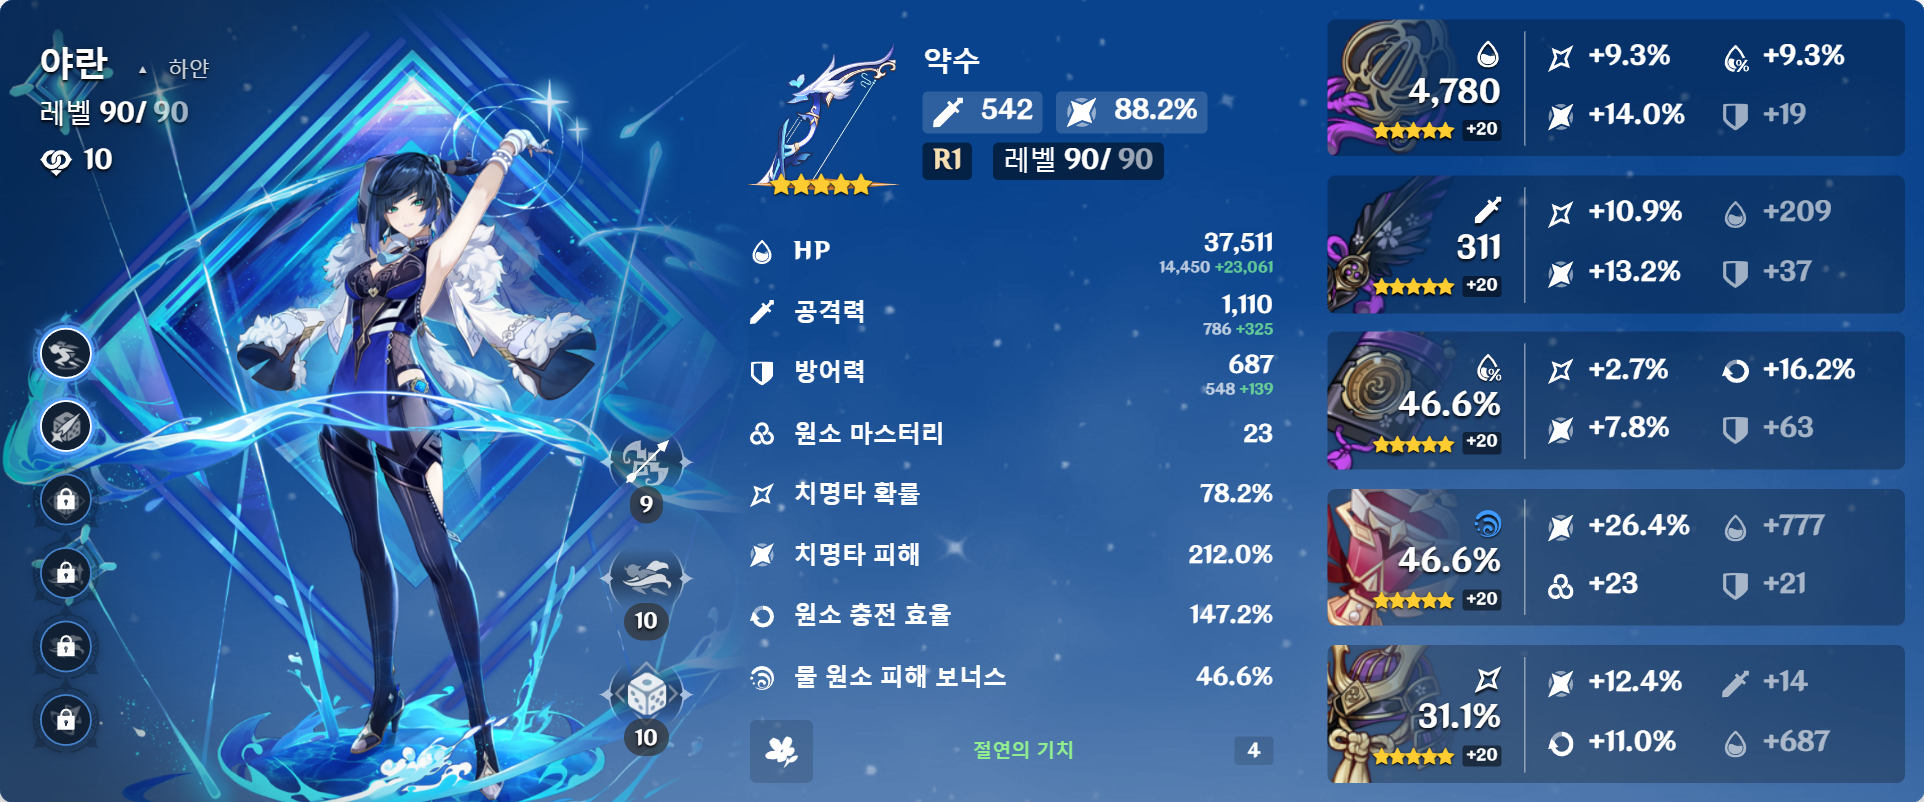 야란 ▲ 하얀
레벨 90/ 90
10
9
10
10
약수
542 88.2%
R1 레벨 90/ 90
HP 37,511
14,450 +23,061
공격력 1,110
786 +325
방어력 687
548 +139
원소 마스터리 23
치명타 확률 78.2%
치명타 피해 212.0%
원소 충전 효율 147.2%
물 원소 피해 보너스 46.6%
절연의 기치 4
4,780
+20
+9.3% +9.3%
+14.0% +19
311
+20
+10.9% +209
+13.2% +37
46.6%
+20
+2.7% +16.2%
+7.8% +63
46.6%
+20
+26.4% +777
+23 +21
31.1%
+20
+12.4% +14
+11.0% +687